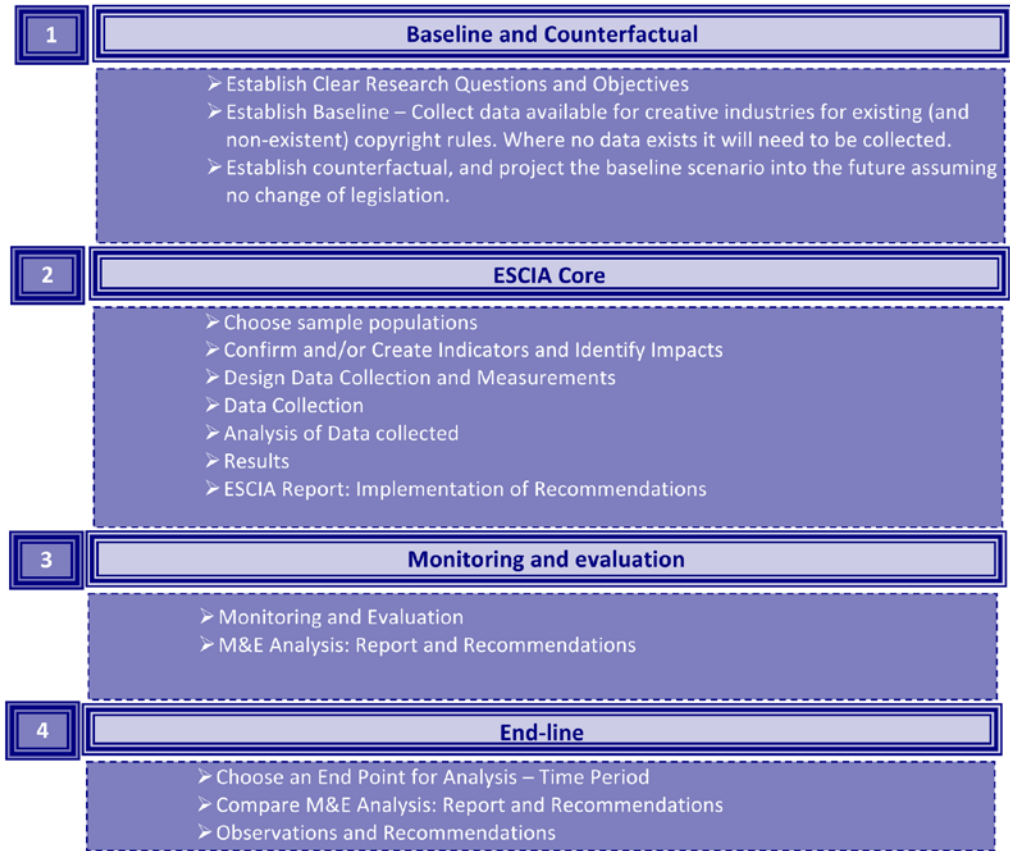 1
Baseline and Counterfactual
➢ Establish Clear Research Questions and Objectives
➢ Establish Baseline – Collect data available for creative industries for existing (and
non-existent) copyright rules. Where no data exists it will need to be collected.
➢ Establish counterfactual, and project the baseline scenario into the future assuming
no change of legislation.
2
ESCIA Core
➢ Choose sample populations
➢ Confirm and/or Create Indicators and Identify Impacts
➢ Design Data Collection and Measurements
➢ Data Collection
➢ Analysis of Data collected
➢ Results
➢ ESCIA Report: Implementation of Recommendations
3
Monitoring and evaluation
➢ Monitoring and Evaluation
➢ M&E Analysis: Report and Recommendations
4
End-line
➢ Choose an End Point for Analysis – Time Period
➢ Compare M&E Analysis: Report and Recommendations
➢ Observations and Recommendations